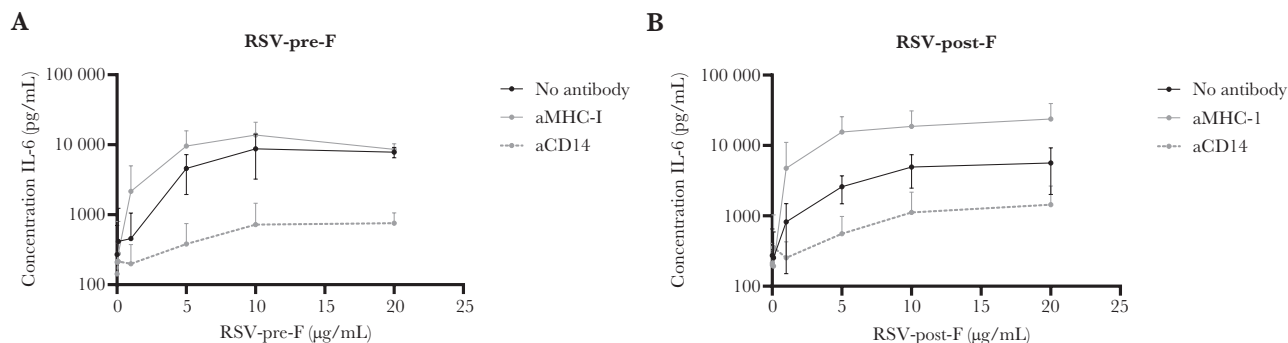 A
RSV-pre-F
Concentration IL-6 (pg/mL)
100 000
10 000
1000
100
0 5 10 15 20 25
RSV-pre-F (μg/mL)
No antibody
aMHC-I
aCD14
B
RSV-post-F
Concentration IL-6 (pg/mL)
100 000
10 000
1000
100
0 5 10 15 20 25
RSV-post-F (μg/mL)
No antibody
aMHC-1
aCD14